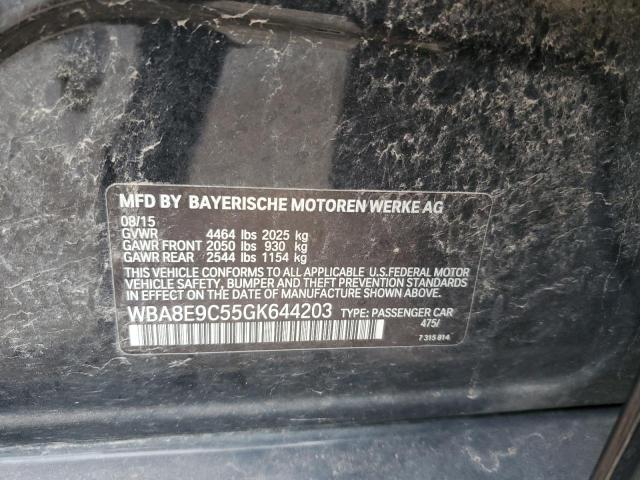 MFD BY BAYERISCHE MOTOREN WERKE AG
08/15
GVWR 4464 lbs 2025 kg
GAWR FRONT 2050 lbs 930 kg
GAWR REAR 2544 lbs 1154 kg
THIS VEHICLE CONFORMS TO ALL APPLICABLE U.S.FEDERAL MOTOR
VEHICLE SAFETY, BUMPER AND THEFT PREVENTION STANDARDS
IN EFFECT ON THE DATE OF MANUFACTURE SHOWN ABOVE.
WBA8E9C55GK644203 TYPE: PASSENGER CAR
475/
7 315 814